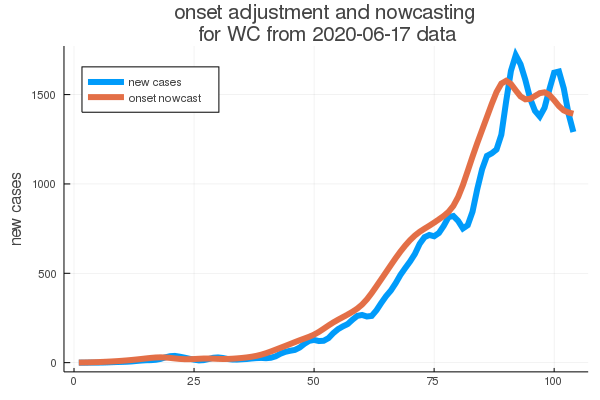 onset adjustment and nowcasting
for WC from 2020-06-17 data
new cases
onset nowcast
new cases
1500
1000
500
0
0
25
50
75
100